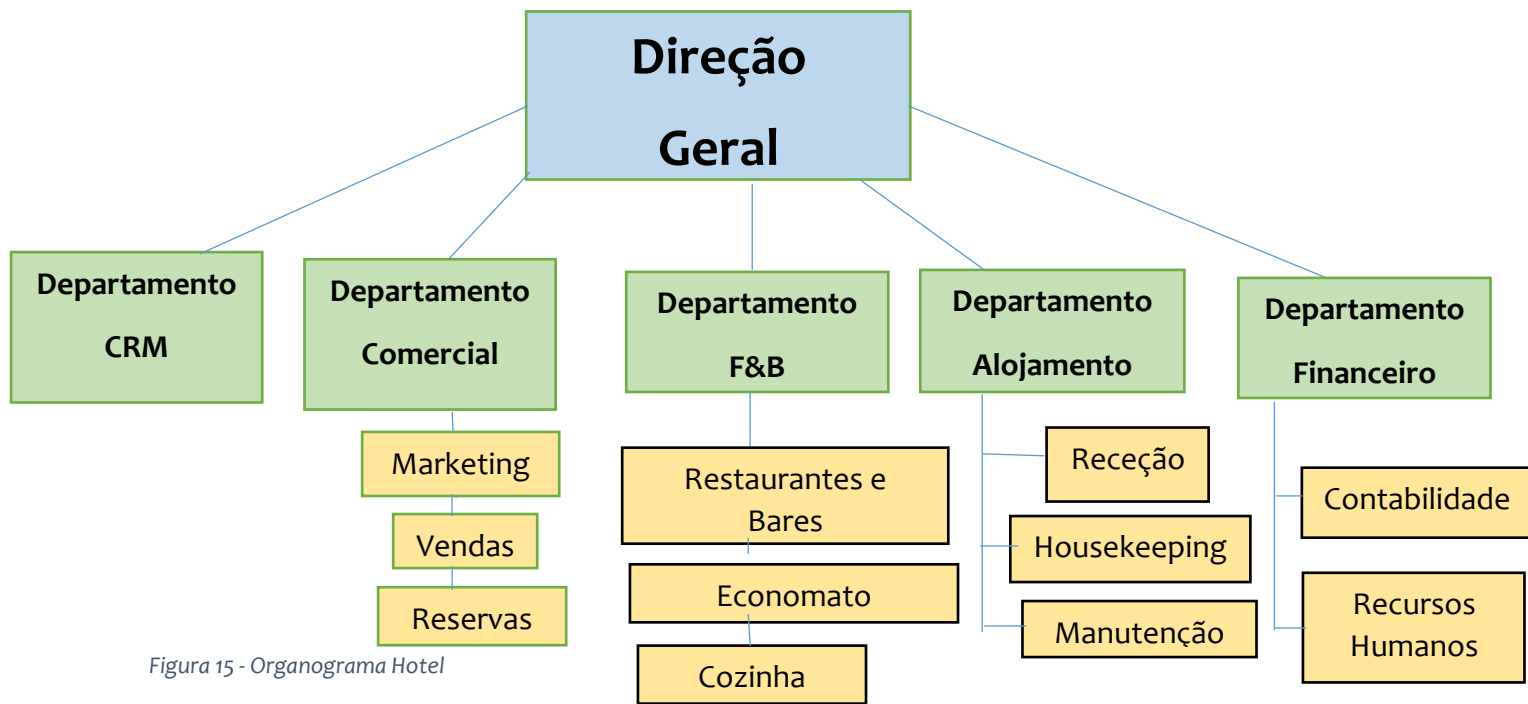 Direção
Geral
Departamento
CRM
Departamento
Comercial
Departamento
F&B
Departamento
Alojamento
Departamento
Financeiro
Marketing
Vendas
Reservas
Restaurantes e
Bares
Economato
Cozinha
Receção
Housekeeping
Manutenção
Contabilidade
Recursos
Humanos
Figura 15 - Organograma Hotel